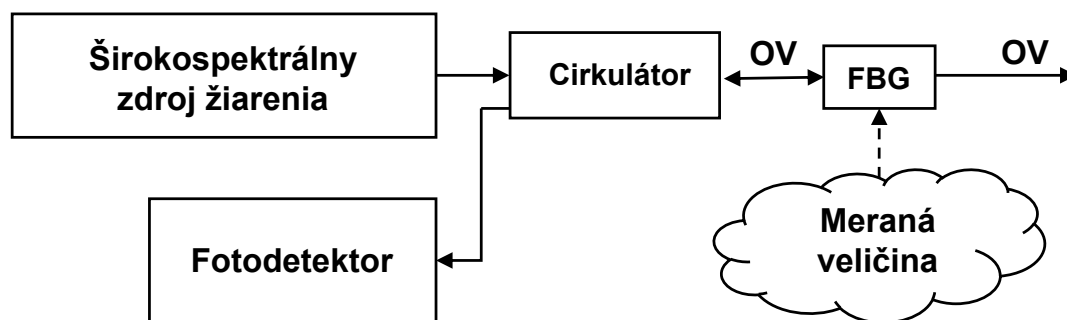 Širokospektrálny
zdroj žiarenia
Cirkulátor
OV
FBG
OV
Fotodetektor
Meraná
veličina